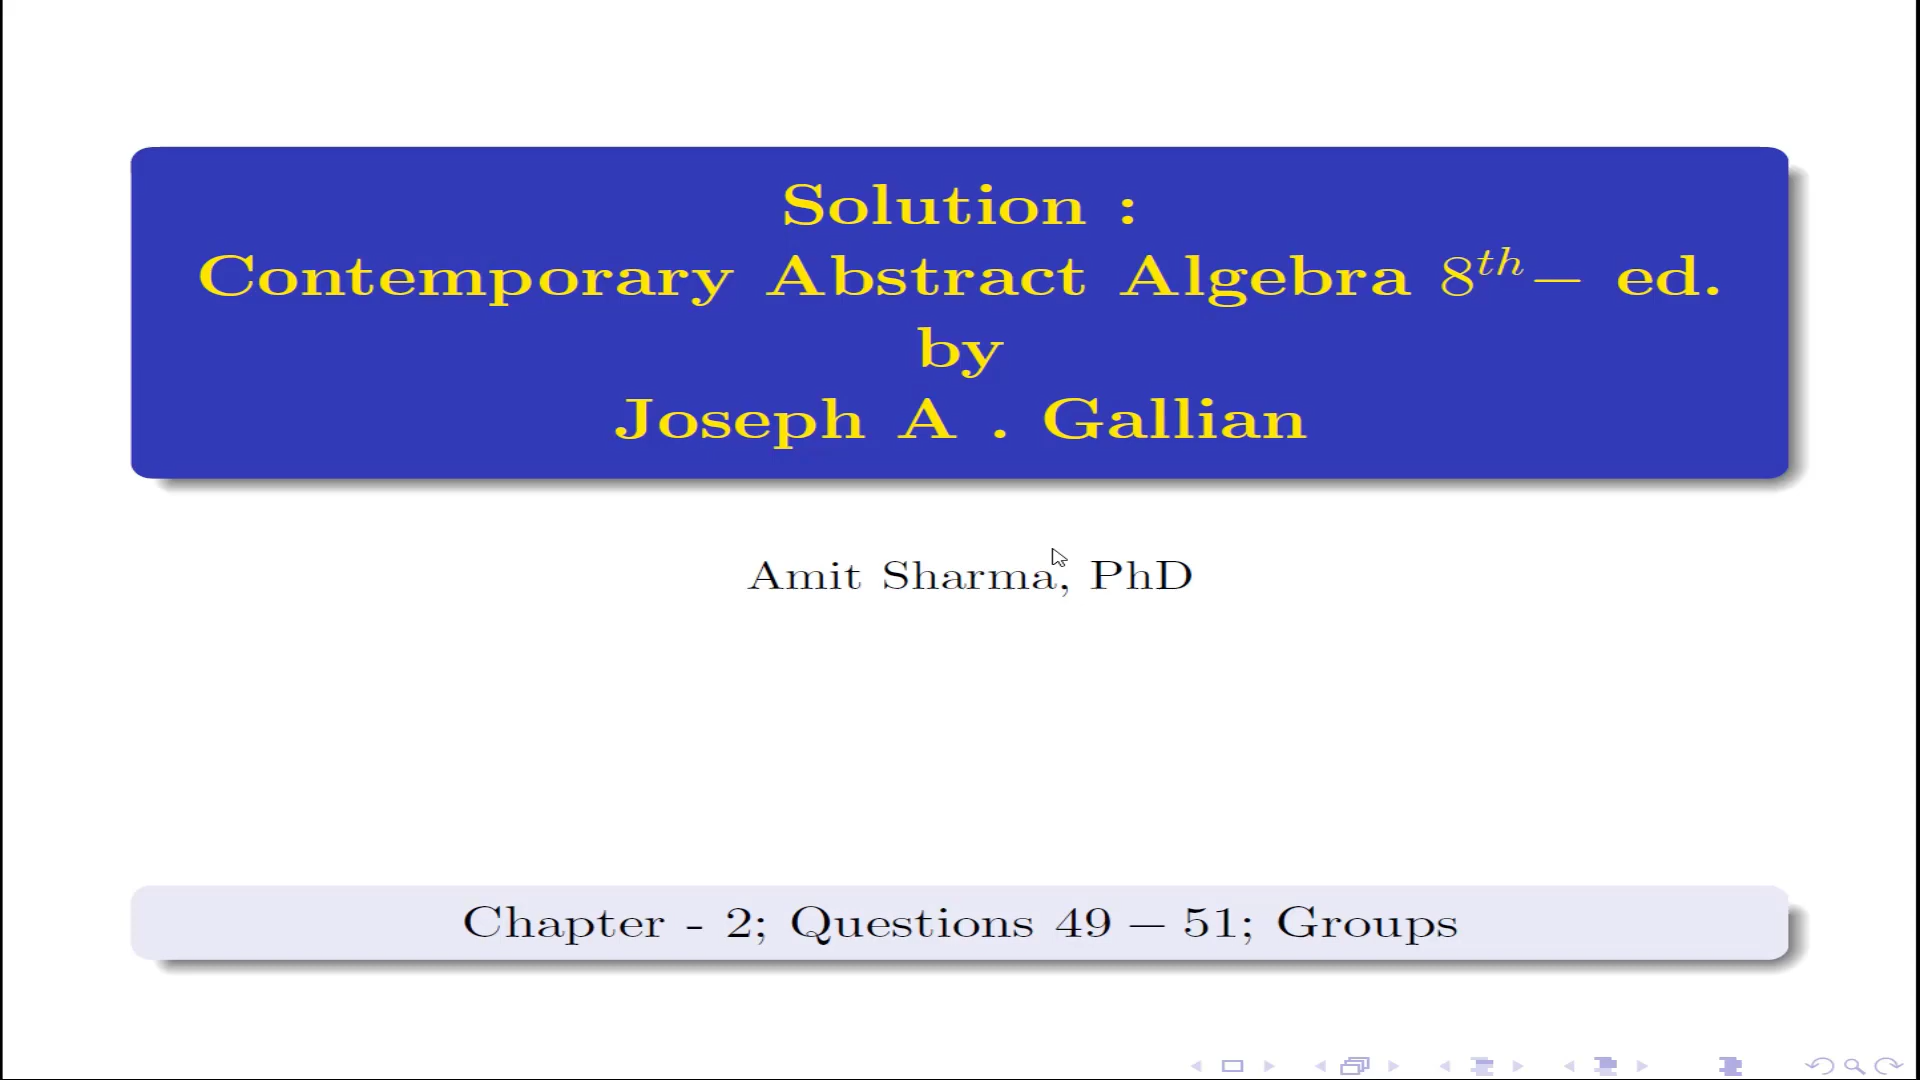 Solution :
Contemporary Abstract Algebra 8th− ed.
by
Joseph A . Gallian
Amit Sharma, PhD
Chapter - 2; Questions 49 − 51; Groups